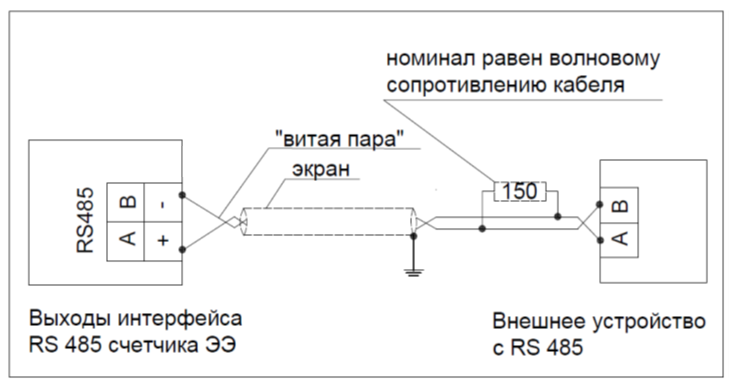 номинал равен волновому
сопротивлению кабеля
"витая пара"
экран
150
RS485
B -
A +
B
A
Выходы интерфейса
RS 485 счетчика ЭЭ
Внешнее устройство
с RS 485